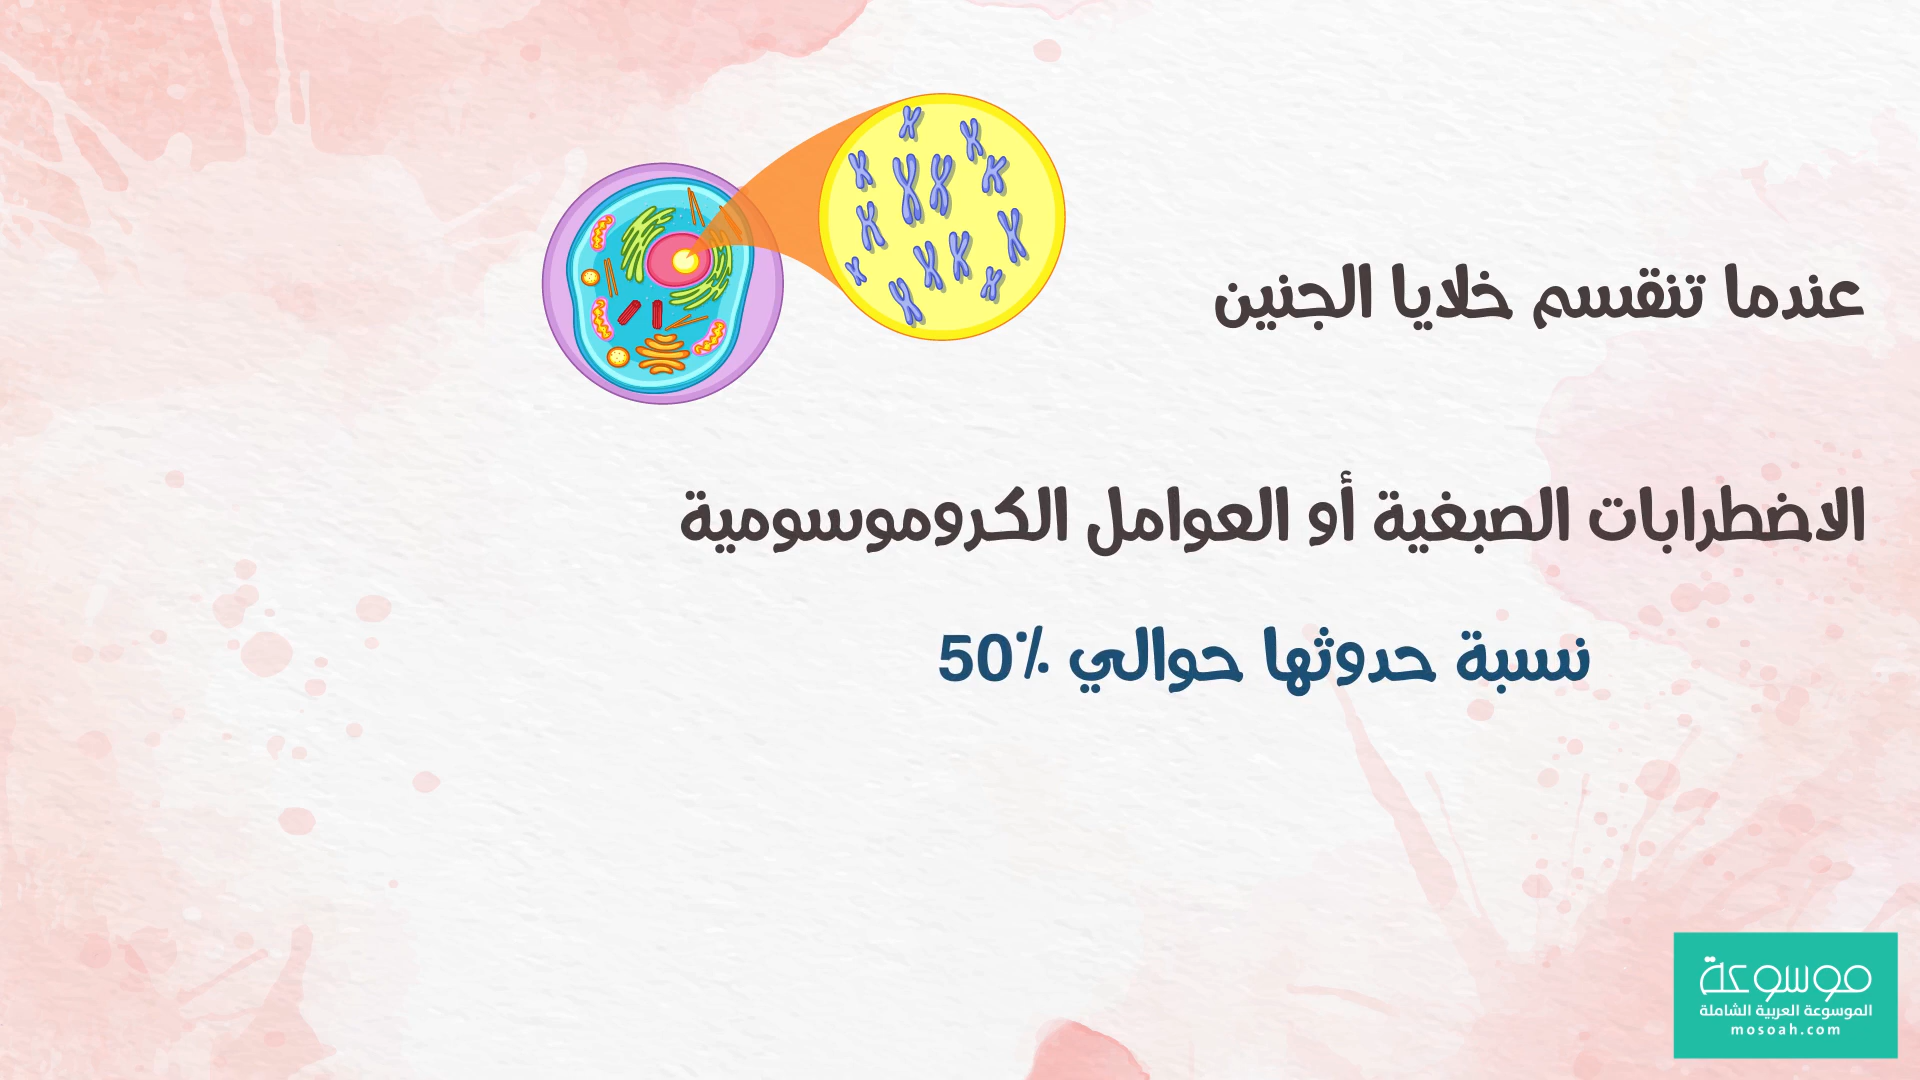 عندما تنقسم خلايا الجنين
الاضطرابات الصبغية أو العوامل الكروموسومية
نسبة حدوثها حوالي 50٪
موسوعة
الموسوعة العربية الشاملة
mosoah.com